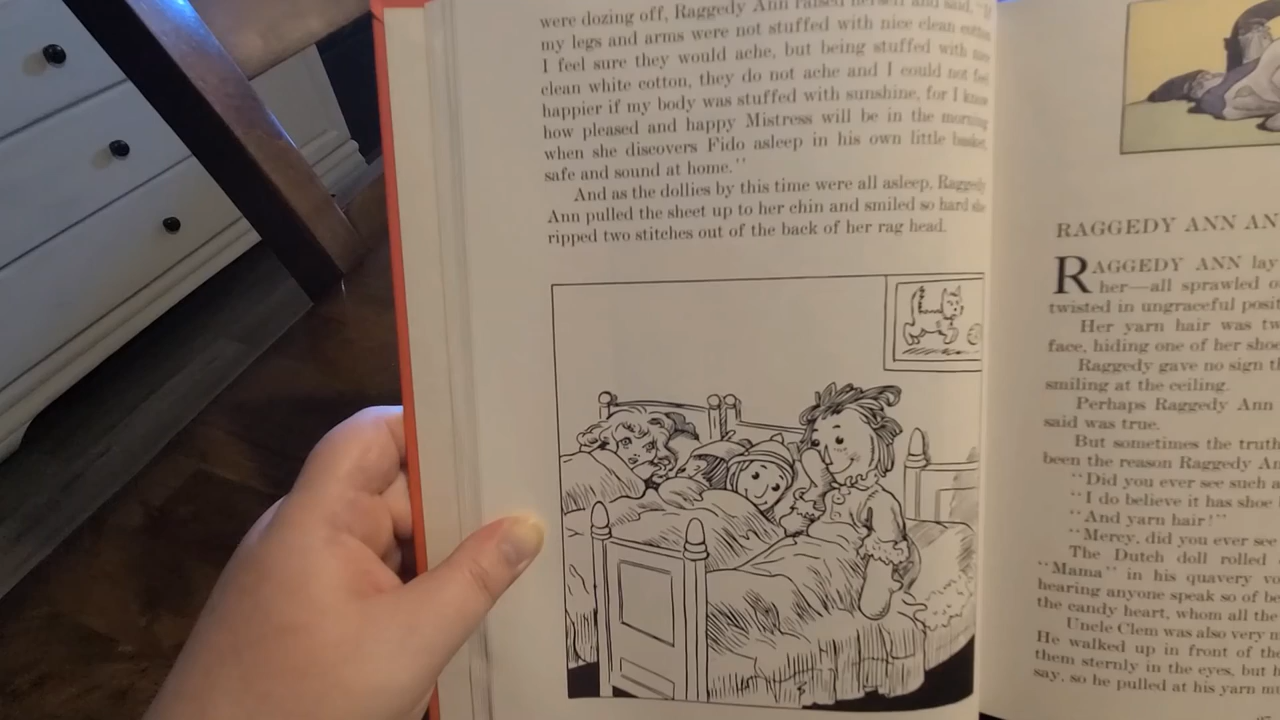 were dozing off, Raggedy Ann raised herself and said, "If
my legs and arms were not stuffed with nice clean cotton
I feel sure they would ache, but being stuffed with nice
clean white cotton, they do not ache and I could not feel
happier if my body was stuffed with sunshine, for I know
how pleased and happy Mistress will be in the morning
when she discovers Fido asleep in his own little basket,
safe and sound at home."
And as the dollies by this time were all asleep, Raggedy
Ann pulled the sheet up to her chin and smiled so hard she
ripped two stitches out of the back of her rag head.
RAGGEDY ANN AN
RAGGEDY ANN lay
her—all sprawled o
twisted in ungraceful posit
Her yarn hair was tw
face, hiding one of her shoe
Raggedy gave no sign t
smiling at the ceiling.
Perhaps Raggedy Ann
said was true.
But sometimes the truth
been the reason Raggedy An
"Did you ever see such a
"I do believe it has shoe
"And yarn hair!"
"Mercy, did you ever see
The Dutch doll rolled
"Mama" in his quavery vo
hearing anyone speak so of be
the candy heart, whom all the
Uncle Clem was also very m
He walked up in front of the
them sternly in the eyes, but h
say, so he pulled at his yarn mu